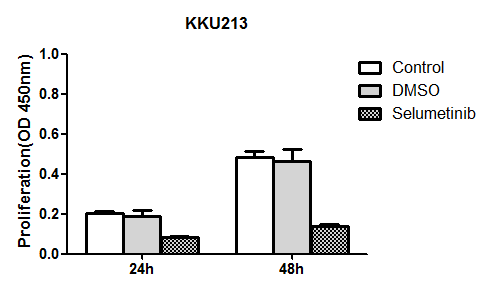 KKU213
Proliferation(OD 450nm)
1.0
0.8
0.6
0.4
0.2
0.0
24h
48h
Control
DMSO
Selumetinib